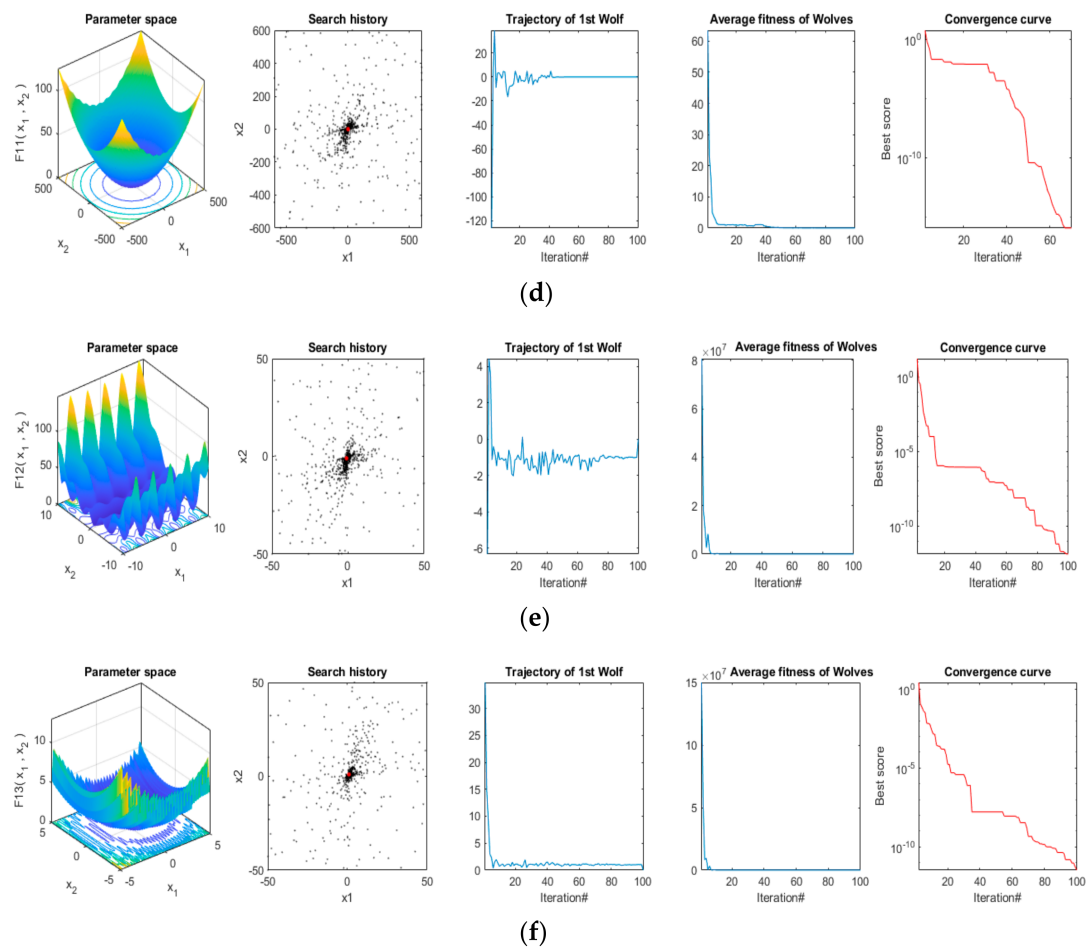 Parameter space
Search history
Trajectory of 1st Wolf
Average fitness of Wolves
Convergence curve
F11( x1 , x2 )
100
50
0
500
0
-500
-500
0
500
x2
x1
x2
600
400
200
0
-200
-400
-600
-500
0
500
x1
20
0
-20
-40
-60
-80
-100
-120
20 40 60 80 100
Iteration#
60
50
40
30
20
10
0
20 40 60 80 100
Iteration#
Best score
10^0
10^-10
20 40 60
Iteration#
(d)
Parameter space
Search history
Trajectory of 1st Wolf
×10^7
Average fitness of Wolves
Convergence curve
F12( x1 , x2 )
100
50
0
10
0
-10
-10
0
10
x2
x1
x2
50
0
-50
-50
0
50
x1
4
2
0
-2
-4
-6
20 40 60 80 100
Iteration#
8
7
6
5
4
3
2
1
0
20 40 60 80 100
Iteration#
Best score
10^0
10^-5
10^-10
20 40 60 80 100
Iteration#
(e)
Parameter space
Search history
Trajectory of 1st Wolf
×10^7
Average fitness of Wolves
Convergence curve
F13( x1 , x2 )
10
5
0
5
0
-5
-5
0
5
x2
x1
x2
50
0
-50
-50
0
50
x1
30
25
20
15
10
5
0
20 40 60 80 100
Iteration#
15
10
5
0
20 40 60 80 100
Iteration#
Best score
10^0
10^-5
10^-10
20 40 60 80 100
Iteration#
(f)